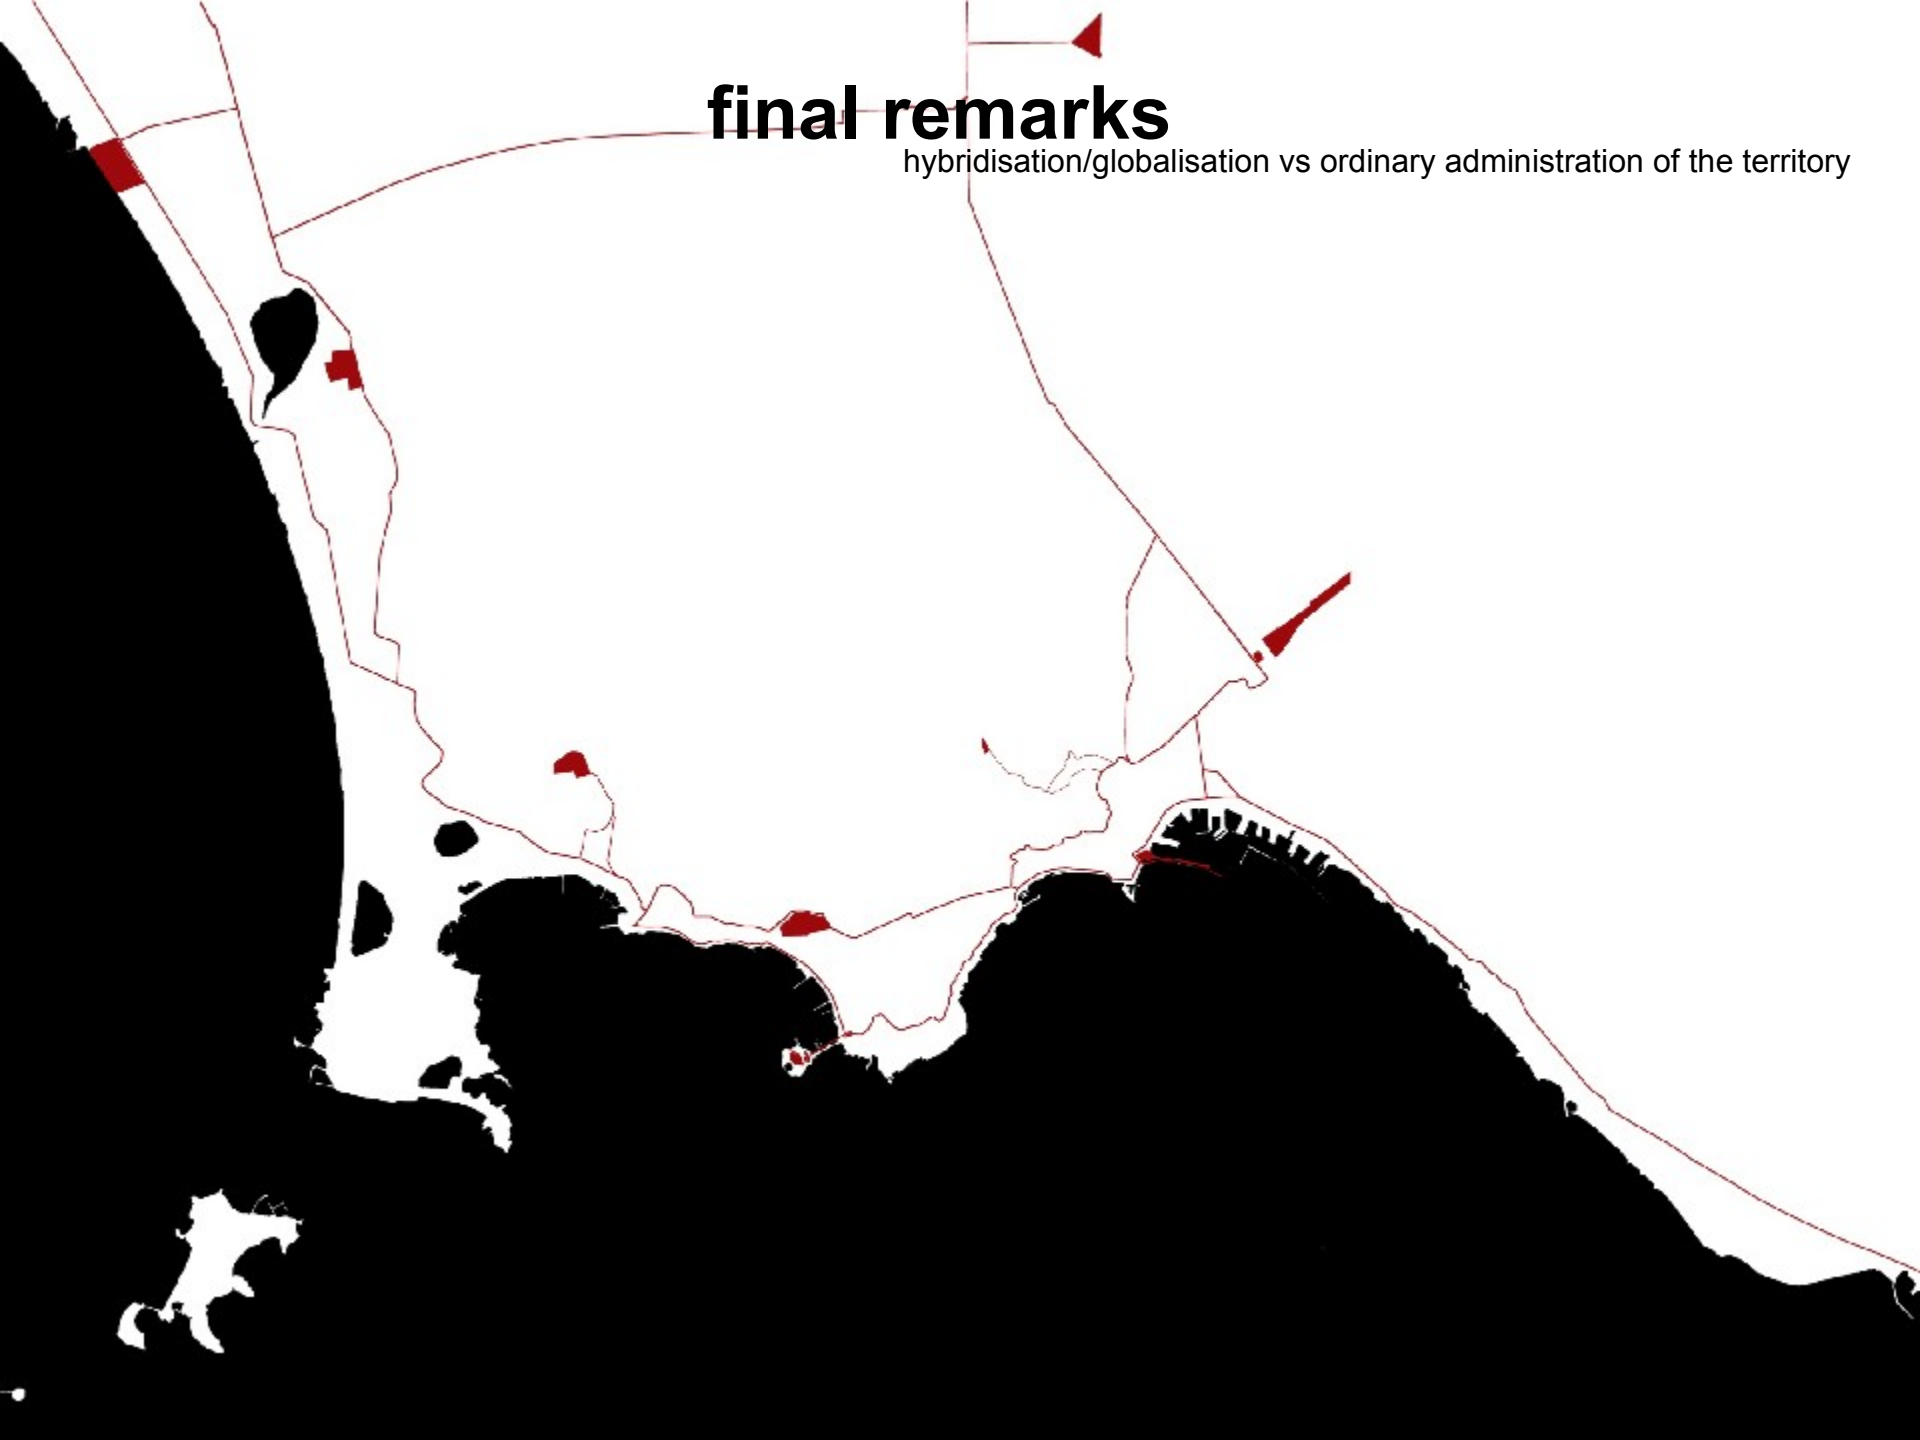 final remarks
hybridisation/globalisation vs ordinary administration of the territory